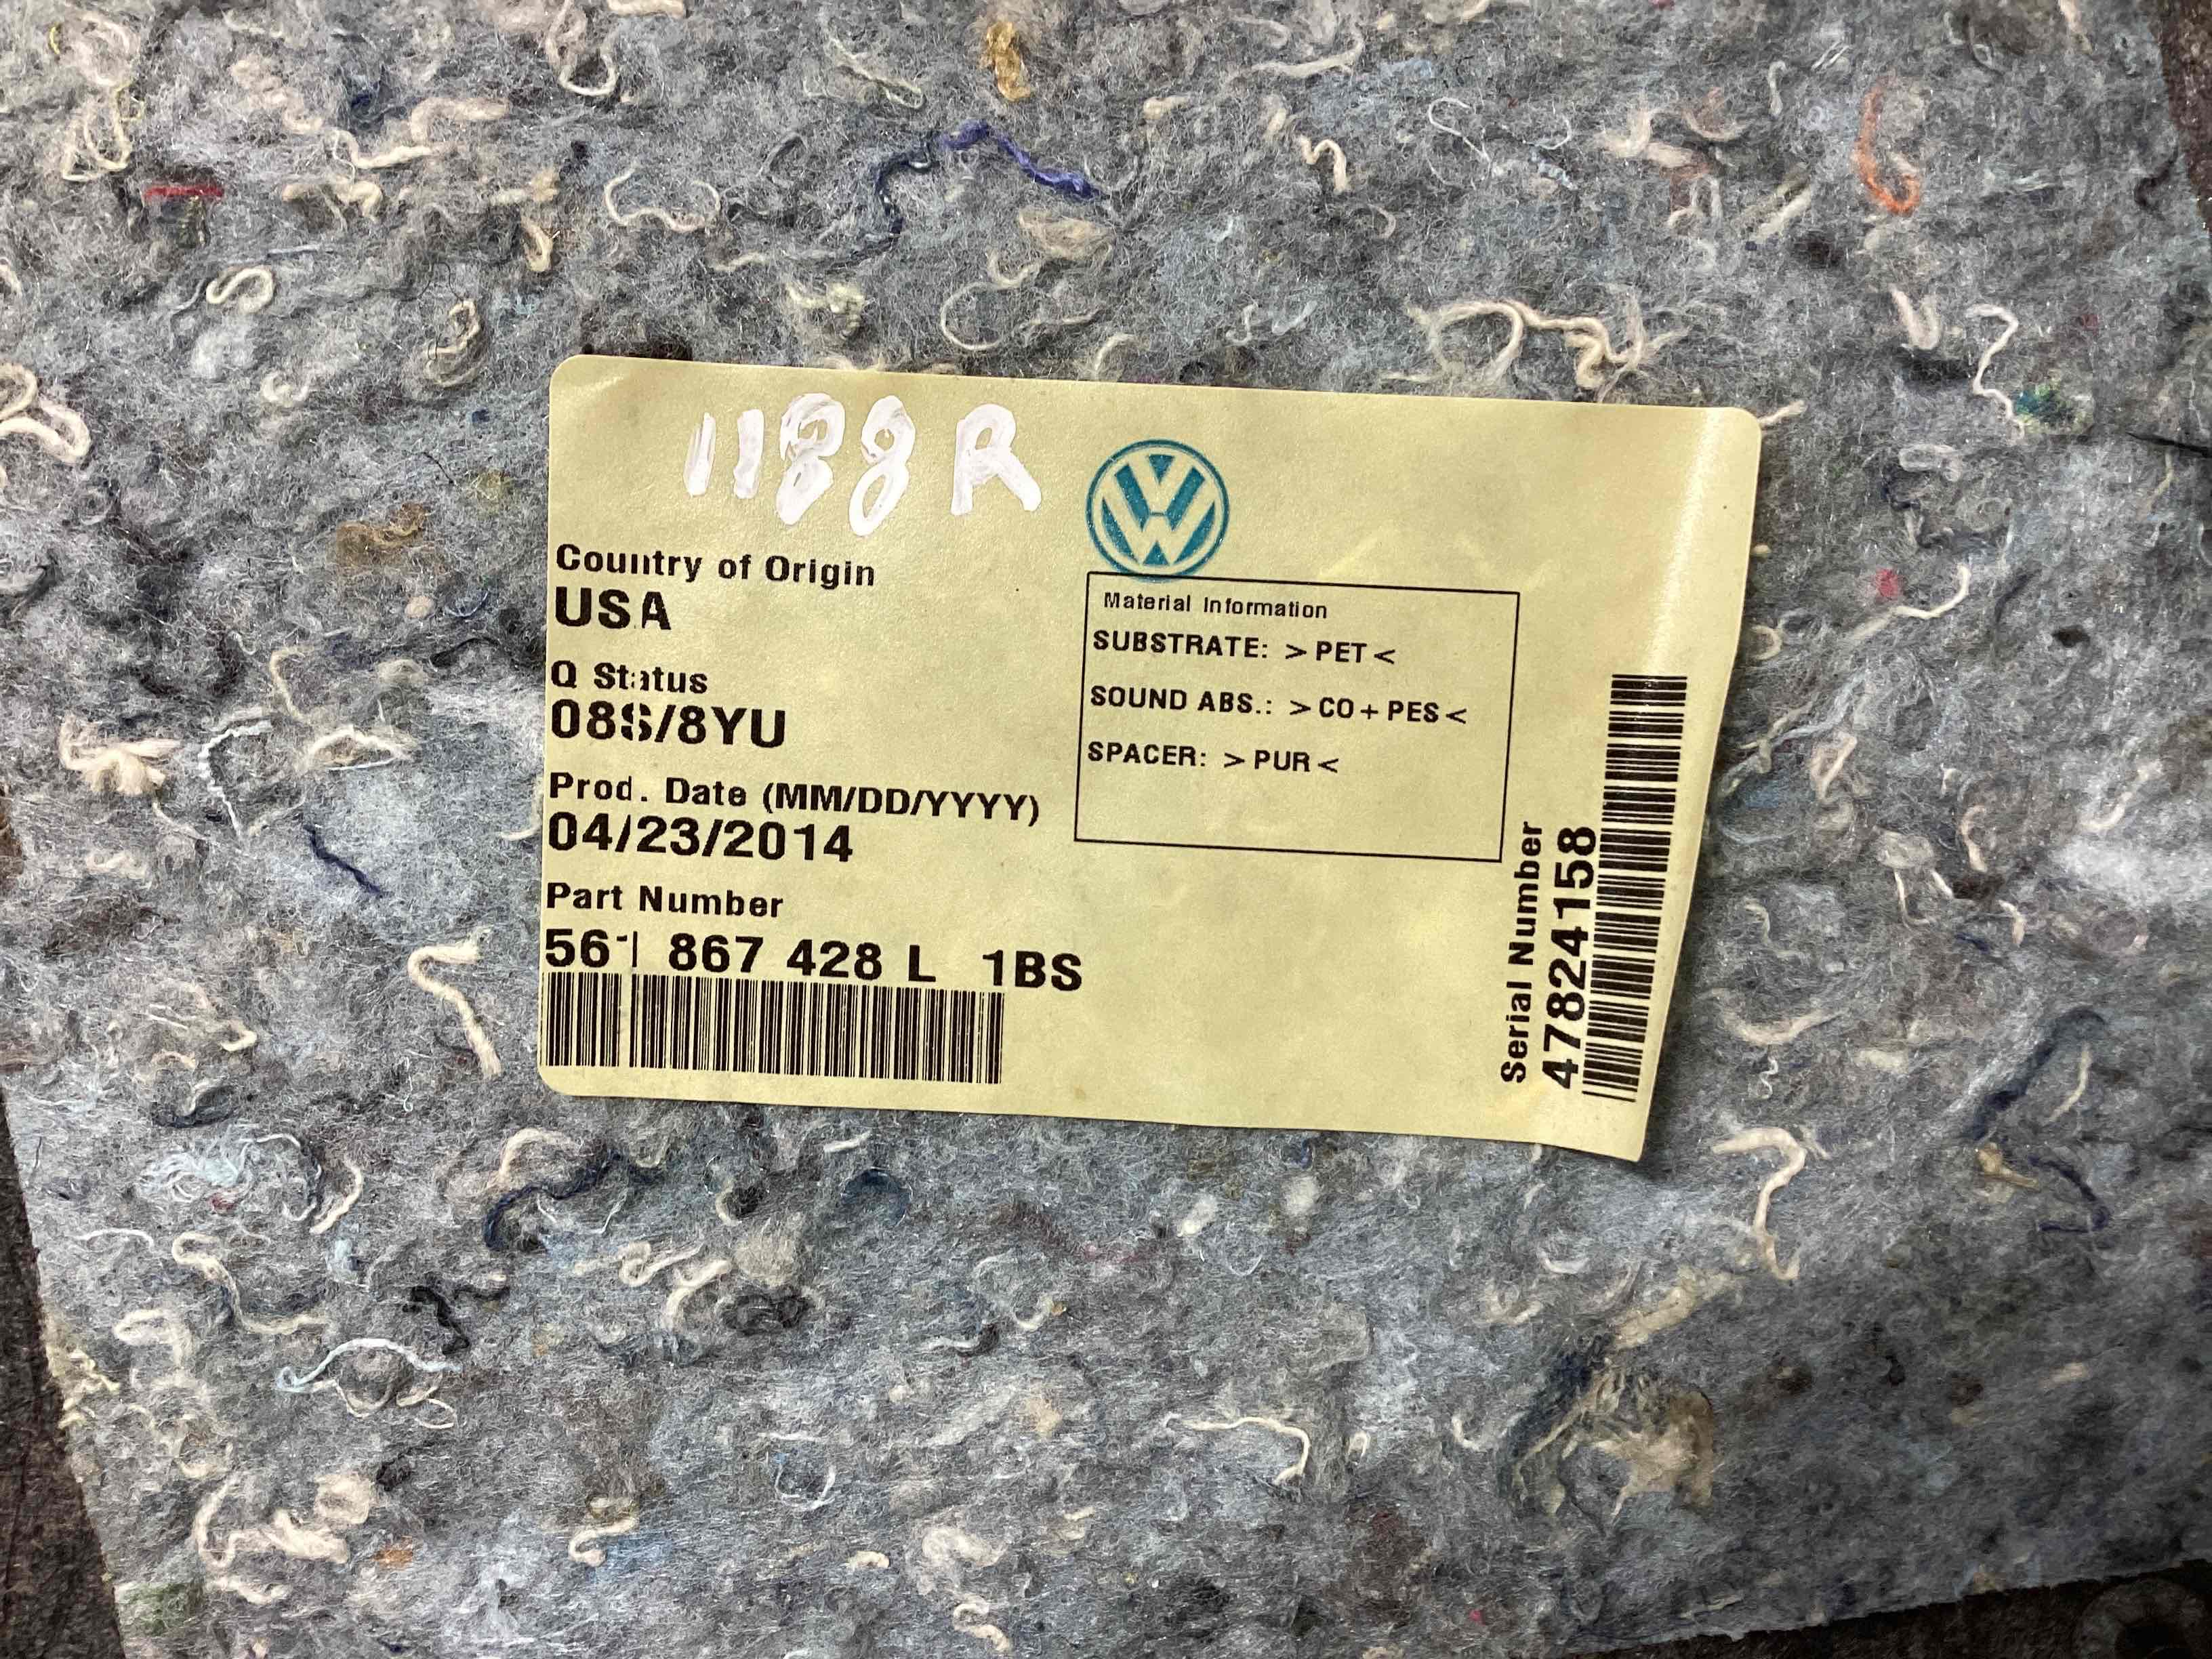 1188 R
Country of Origin
USA
Q Status
08S/8YU
Prod. Date (MM/DD/YYYY)
04/23/2014
Part Number
561 867 428 L 1BS
Material Information
SUBSTRATE: >PET<
SOUND ABS.: >CO+PES<
SPACER: >PUR<
Serial Number
47824158